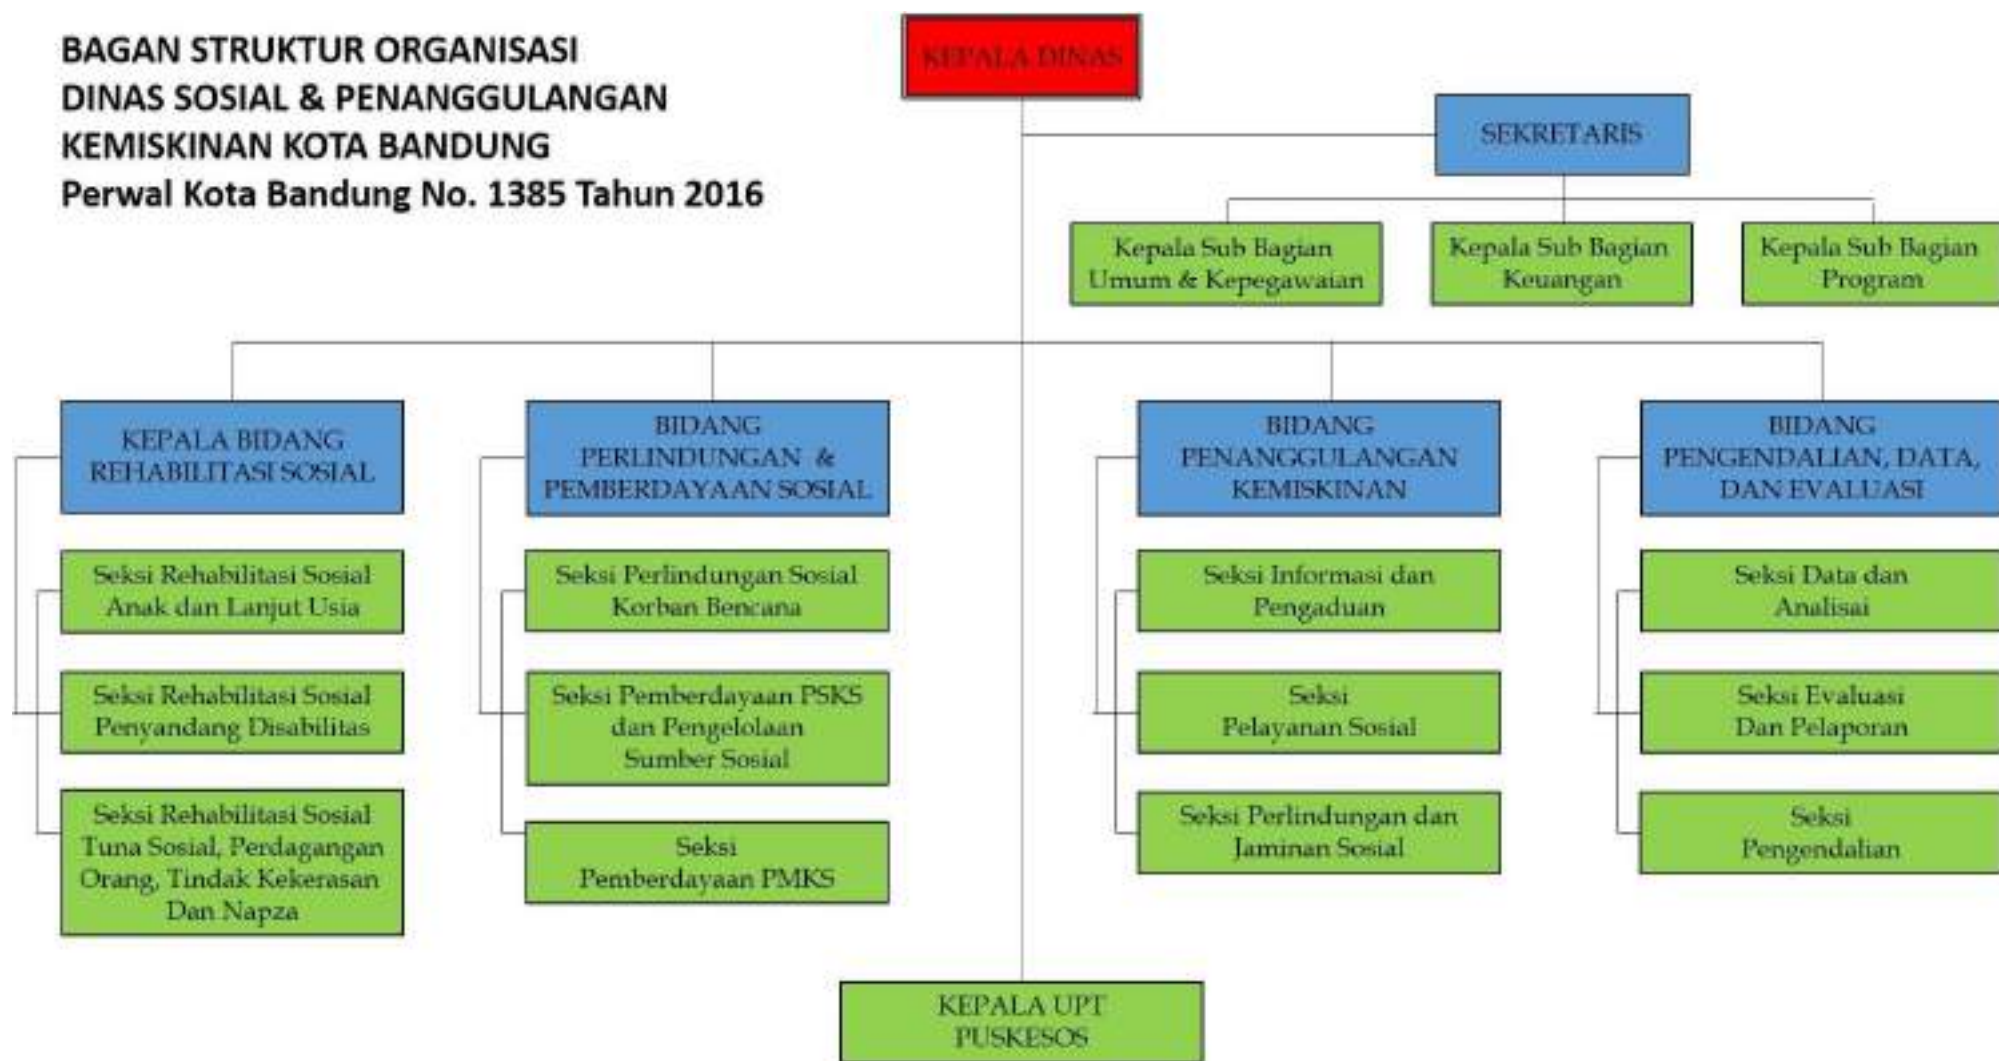 BAGAN STRUKTUR ORGANISASI
DINAS SOSIAL & PENANGGULANGAN
KEMISKINAN KOTA BANDUNG
Perwal Kota Bandung No. 1385 Tahun 2016
KEPALA DINAS
SEKRETARIS
Kepala Sub Bagian
Umum & Kepegawaian
Kepala Sub Bagian
Keuangan
Kepala Sub Bagian
Program
KEPALA BIDANG
REHABILITASI SOSIAL
Seksi Rehabilitasi Sosial
Anak dan Lanjut Usia
Seksi Rehabilitasi Sosial
Penyandang Disabilitas
Seksi Rehabilitasi Sosial
Tuna Sosial, Perdagangan
Orang, Tindak Kekerasan
Dan Napza
BIDANG
PERLINDUNGAN &
PEMBERDAYAAN SOSIAL
Seksi Perlindungan Sosial
Korban Bencana
Seksi Pemberdayaan PSKS
dan Pengelolaan
Sumber Sosial
Seksi
Pemberdayaan PMKS
BIDANG
PENANGGULANGAN
KEMISKINAN
Seksi Informasi dan
Pengaduan
Seksi
Pelayanan Sosial
Seksi Perlindungan dan
Jaminan Sosial
BIDANG
PENGENDALIAN, DATA,
DAN EVALUASI
Seksi Data dan
Analisai
Seksi Evaluasi
Dan Pelaporan
Seksi
Pengendalian
KEPALA UPT
PUSKESOS